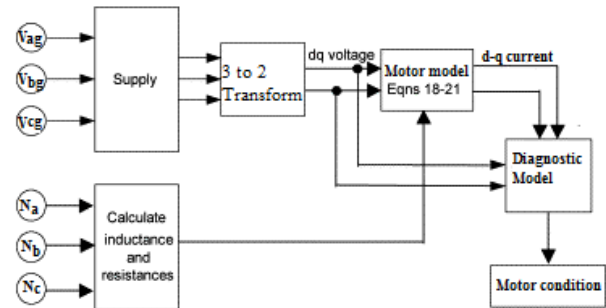 Vag
Vbg
Vcg
Supply
3 to 2
Transform
dq voltage
Motor model
Eqns 18-21
d-q current
Diagnostic
Model
Motor condition
Na
Nb
Nc
Calculate
inductance
and
resistances